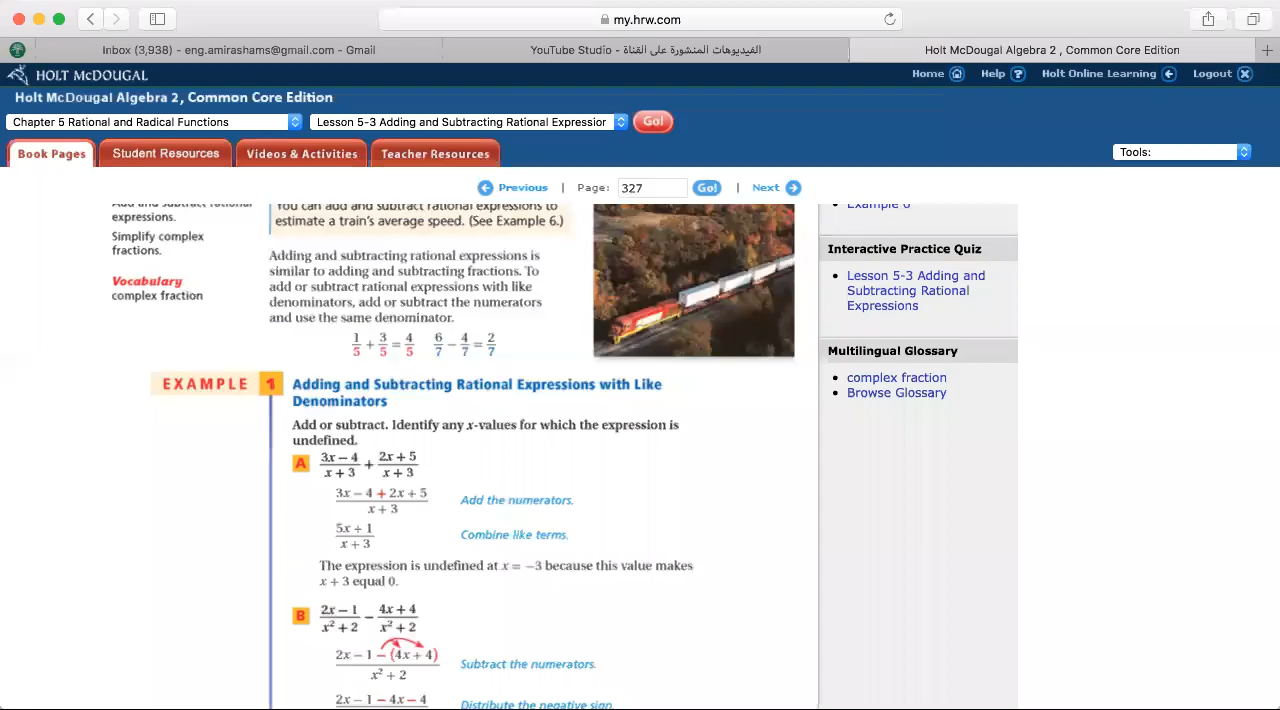 my.hrw.com
Inbox (3,938) - eng.amirashams@gmail.com - Gmail
YouTube Studio - الفيديوهات المنشورة على القناة
Holt McDougal Algebra 2 , Common Core Edition
HOLT McDOUGAL
Home
Help ?
Holt Online Learning
Logout
Holt McDougal Algebra 2, Common Core Edition
Chapter 5 Rational and Radical Functions
Lesson 5-3 Adding and Subtracting Rational Expression
Go!
Book Pages
Student Resources
Videos & Activities
Teacher Resources
Tools:
Previous | Page: 327 Go! | Next
Add and subtract rational
expressions.
Simplify complex
fractions.
Vocabulary
complex fraction
You can add and subtract rational expressions to
estimate a train's average speed. (See Example 6.)
Adding and subtracting rational expressions is
similar to adding and subtracting fractions. To
add or subtract rational expressions with like
denominators, add or subtract the numerators
and use the same denominator.
1/5 + 3/5 = 4/5 6/7 − 4/7 = 2/7
EXAMPLE 1
Adding and Subtracting Rational Expressions with Like
Denominators
Add or subtract. Identify any x-values for which the expression is
undefined.
A (3x − 4)/(x + 3) + (2x + 5)/(x + 3)
(3x − 4 + 2x + 5)/(x + 3) Add the numerators.
(5x + 1)/(x + 3) Combine like terms.
The expression is undefined at x = −3 because this value makes
x + 3 equal 0.
B (2x − 1)/(x² + 2) − (4x + 4)/(x² + 2)
(2x − 1 − (4x + 4))/(x² + 2) Subtract the numerators.
2x − 1 − 4x − 4 Distribute the negative sign.
Example 6
Interactive Practice Quiz
Lesson 5-3 Adding and
Subtracting Rational
Expressions
Multilingual Glossary
complex fraction
Browse Glossary